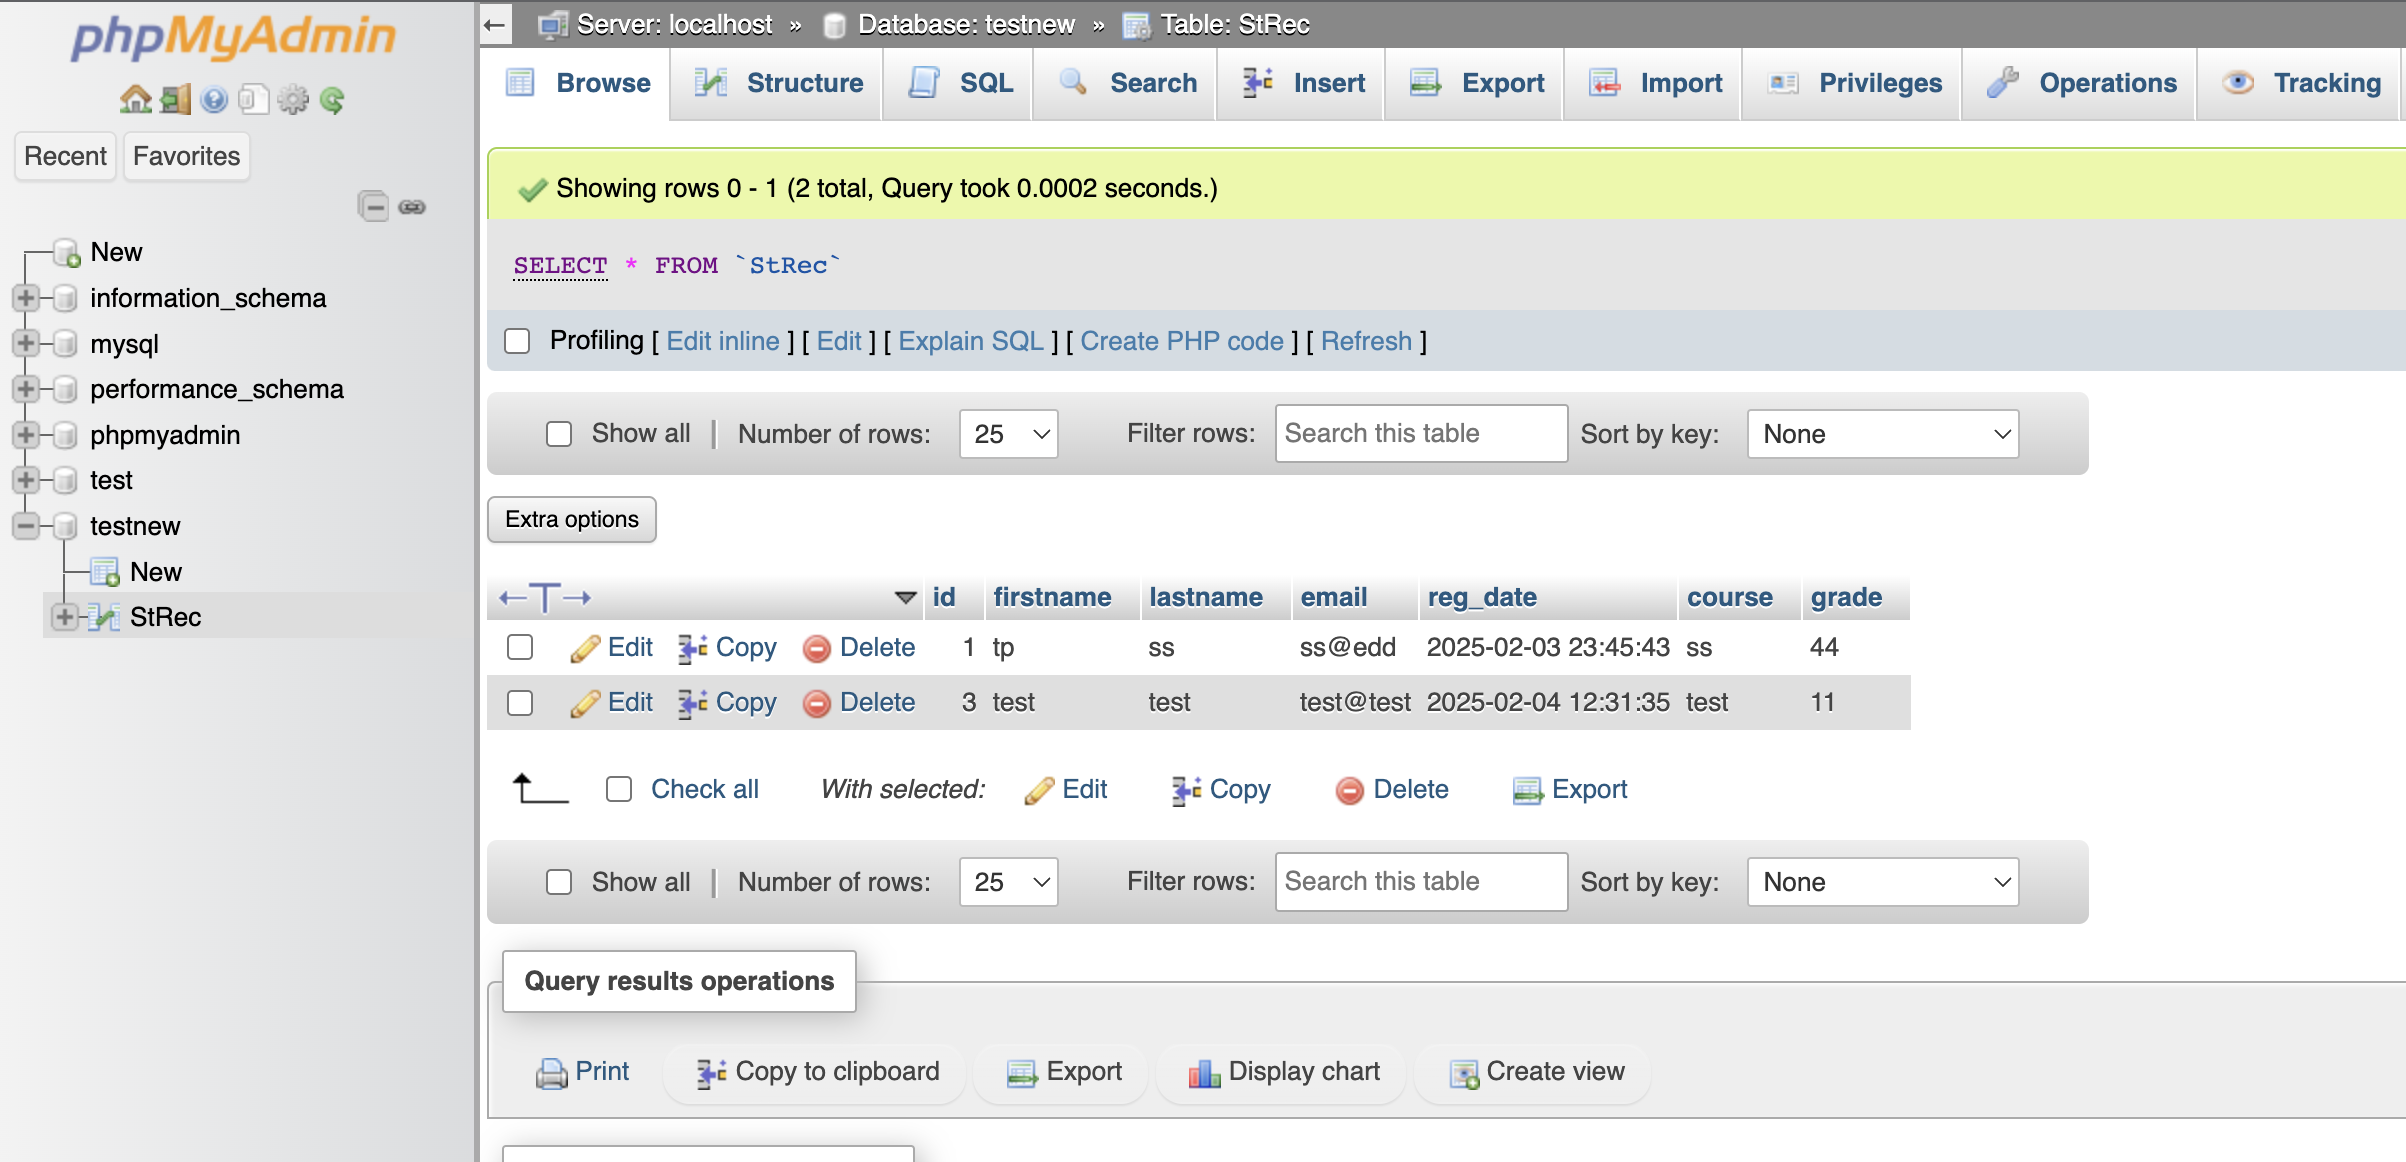 phpMyAdmin
Recent Favorites
New
information_schema
mysql
performance_schema
phpmyadmin
test
testnew
New
StRec
Server: localhost » Database: testnew » Table: StRec
Browse Structure SQL Search Insert Export Import Privileges Operations Tracking
Showing rows 0 - 1 (2 total, Query took 0.0002 seconds.)
SELECT * FROM `StRec`
Profiling [ Edit inline ] [ Edit ] [ Explain SQL ] [ Create PHP code ] [ Refresh ]
Show all | Number of rows: 25 Filter rows: Search this table Sort by key: None
Extra options
id firstname lastname email reg_date course grade
Edit Copy Delete 1 tp ss ss@edd 2025-02-03 23:45:43 ss 44
Edit Copy Delete 3 test test test@test 2025-02-04 12:31:35 test 11
Check all With selected: Edit Copy Delete Export
Show all | Number of rows: 25 Filter rows: Search this table Sort by key: None
Query results operations
Print Copy to clipboard Export Display chart Create view